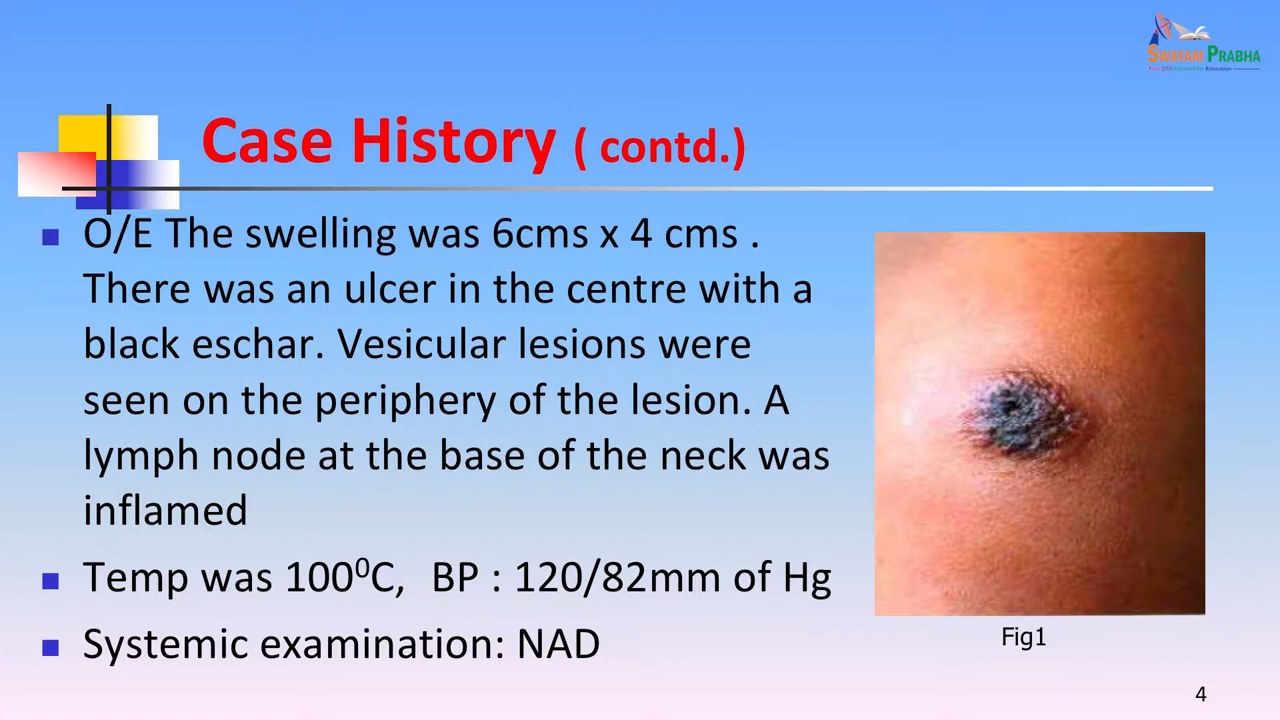 SWAYAM PRABHA
Case History ( contd.)
O/E The swelling was 6cms x 4 cms .
There was an ulcer in the centre with a
black eschar. Vesicular lesions were
seen on the periphery of the lesion. A
lymph node at the base of the neck was
inflamed
Temp was 100⁰C, BP : 120/82mm of Hg
Systemic examination: NAD
Fig1
4